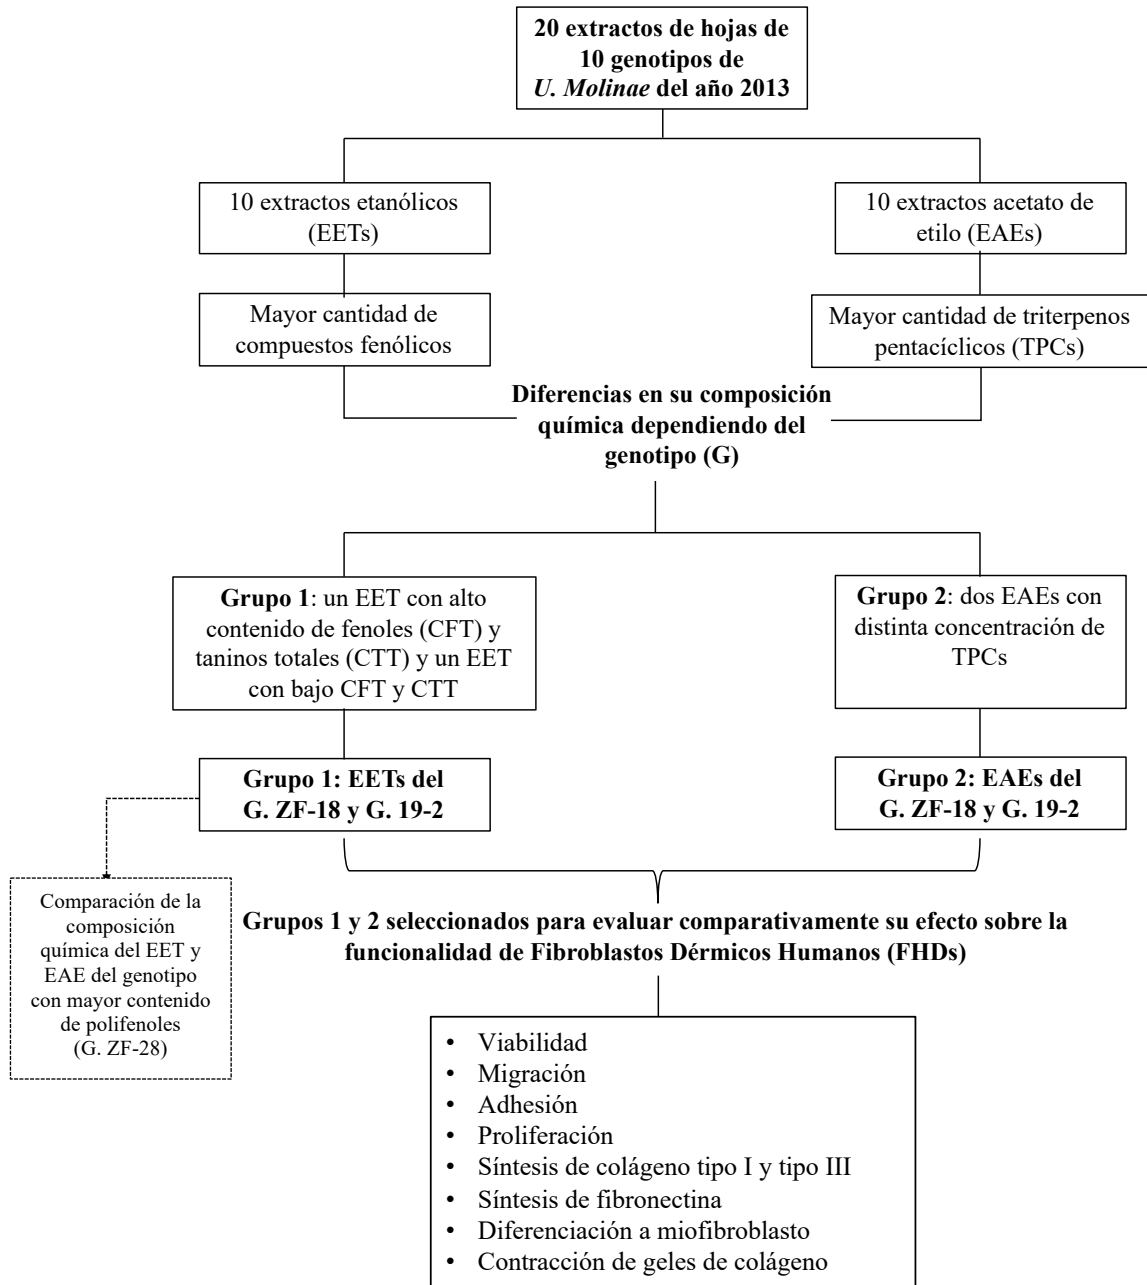 20 extractos de hojas de
10 genotipos de
U. Molinae del año 2013
10 extractos etanólicos
(EETs)
10 extractos acetato de
etilo (EAEs)
Mayor cantidad de
compuestos fenólicos
Mayor cantidad de triterpenos
pentacíclicos (TPCs)
Diferencias en su composición
química dependiendo del
genotipo (G)
Grupo 1: un EET con alto
contenido de fenoles (CFT) y
taninos totales (CTT) y un EET
con bajo CFT y CTT
Grupo 2: dos EAEs con
distinta concentración de
TPCs
Grupo 1: EETs del
G. ZF-18 y G. 19-2
Grupo 2: EAEs del
G. ZF-18 y G. 19-2
Comparación de la
composición
química del EET y
EAE del genotipo
con mayor contenido
de polifenoles
(G. ZF-28)
Grupos 1 y 2 seleccionados para evaluar comparativamente su efecto sobre la
funcionalidad de Fibroblastos Dérmicos Humanos (FHDs)
• Viabilidad
• Migración
• Adhesión
• Proliferación
• Síntesis de colágeno tipo I y tipo III
• Síntesis de fibronectina
• Diferenciación a miofibroblasto
• Contracción de geles de colágeno